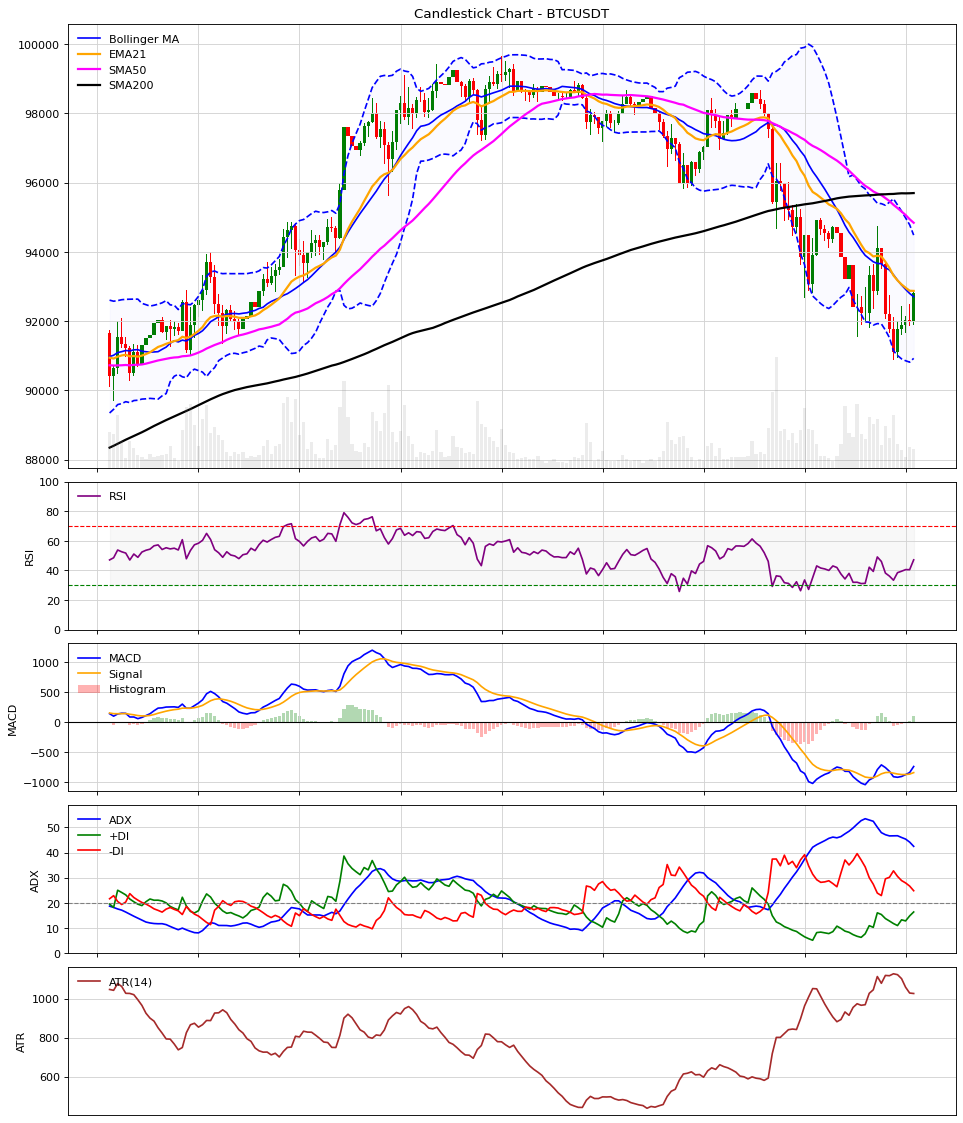 Candlestick Chart - BTCUSDT
Bollinger MA
EMA21
SMA50
SMA200
100000
98000
96000
94000
92000
90000
88000
RSI
RSI
100
80
60
40
20
0
MACD
Signal
Histogram
MACD
1000
500
0
−500
−1000
ADX
+DI
-DI
ADX
50
40
30
20
10
0
ATR(14)
ATR
1000
800
600